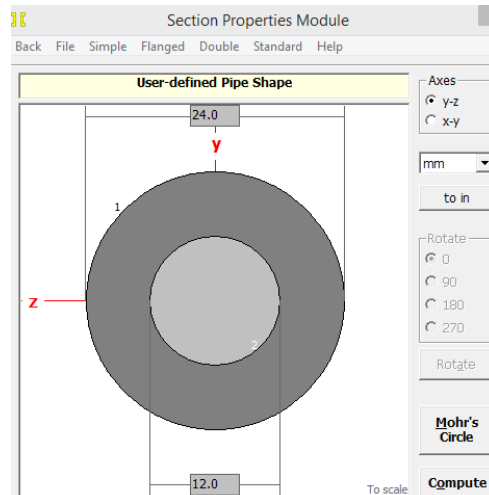 Section Properties Module
Back File Simple Flanged Double Standard Help
User-defined Pipe Shape
24.0
y
1
z
2
12.0
To scale
Axes
y-z
x-y
mm
to in
Rotate
0
90
180
270
Rotate
Mohr's
Circle
Compute